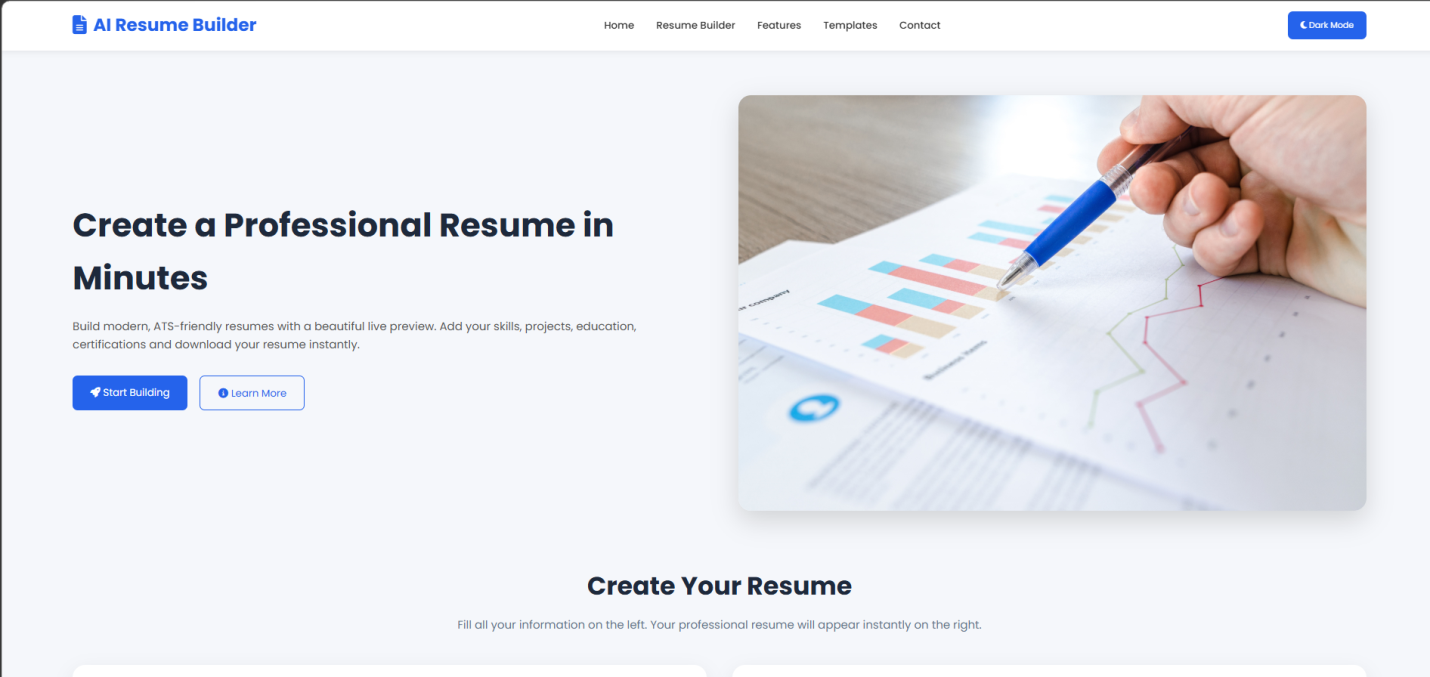 AI Resume Builder
Home
Resume Builder
Features
Templates
Contact
Dark Mode
Create a Professional Resume in
Minutes
Build modern, ATS-friendly resumes with a beautiful live preview. Add your skills, projects, education,
certifications and download your resume instantly.
Start Building
Learn More
company
Business Items
Create Your Resume
Fill all your information on the left. Your professional resume will appear instantly on the right.